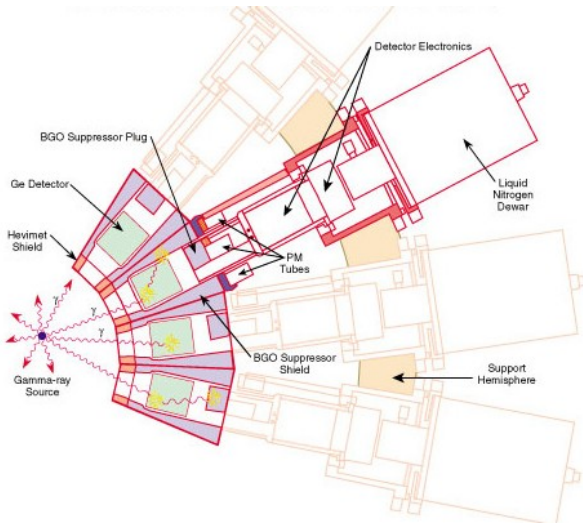 Detector Electronics
BGO Suppressor Plug
Ge Detector
Hevimet
Shield
Liquid
Nitrogen
Dewar
PM
Tubes
γ
γ
γ
BGO Suppressor
Shield
Gamma-ray
Source
Support
Hemisphere